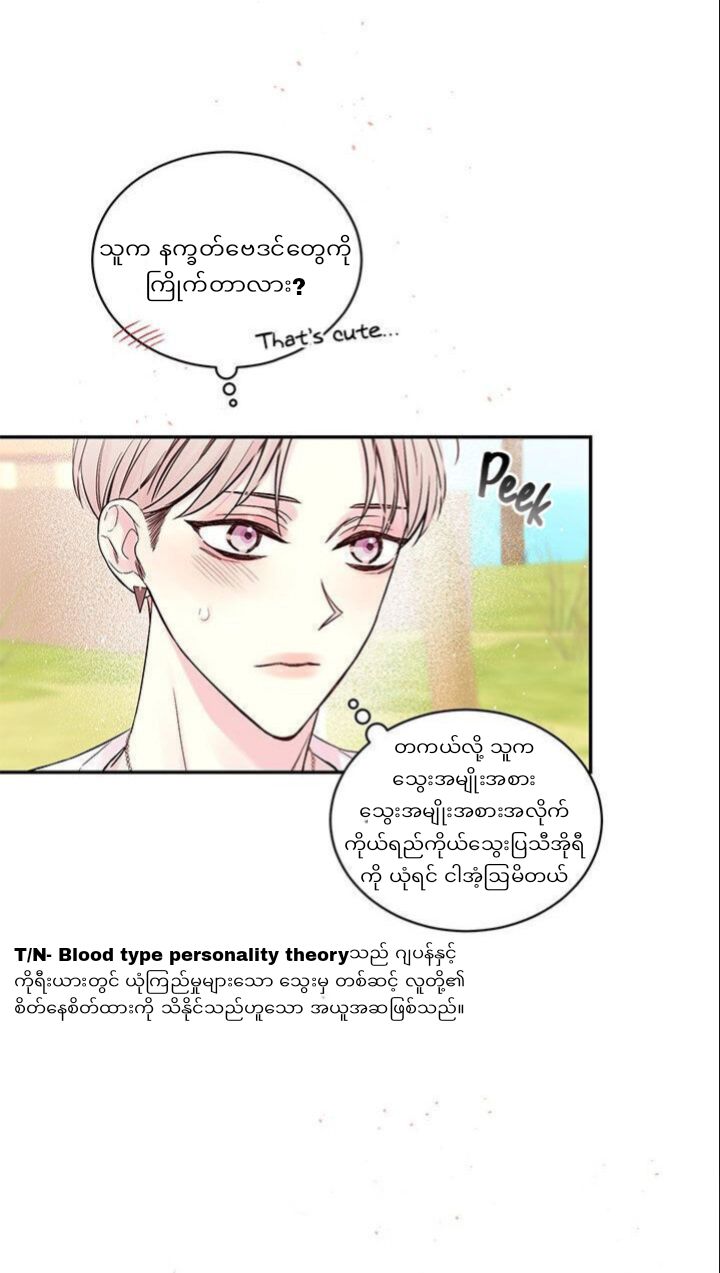 သူက နက္ခတ်ဗေဒင်တွေကို
ကြိုက်တာလား?
That's cute...
Peek
တကယ်လို့ သူက
သွေးအမျိုးအစား
သွေးအမျိုးအစားအလိုက်
ကိုယ်ရည်ကိုယ်သွေးပြသီအိုရီ
ကို ယုံရင် ငါအံ့ဩမိတယ်
T/N- Blood type personality theoryသည် ဂျပန်နှင့်
ကိုရီးယားတွင် ယုံကြည်မှုများသော သွေးမှ တစ်ဆင့် လူတို့၏
စိတ်နေစိတ်ထားကို သိနိုင်သည်ဟူသော အယူအဆဖြစ်သည်။